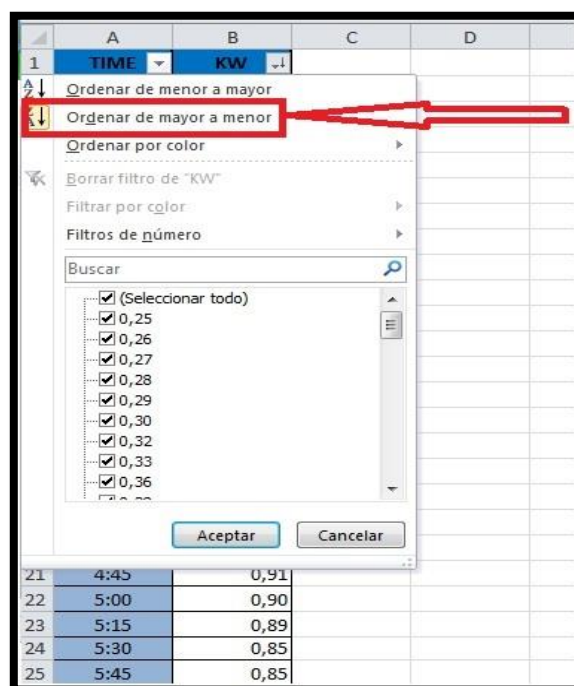 A B C D
1 TIME KW
Ordenar de menor a mayor
Ordenar de mayor a menor
Ordenar por color
Borrar filtro de "KW"
Filtrar por color
Filtros de número
Buscar
(Seleccionar todo)
0,25
0,26
0,27
0,28
0,29
0,30
0,32
0,33
0,36
Aceptar Cancelar
21 4:45 0,91
22 5:00 0,90
23 5:15 0,89
24 5:30 0,85
25 5:45 0,85